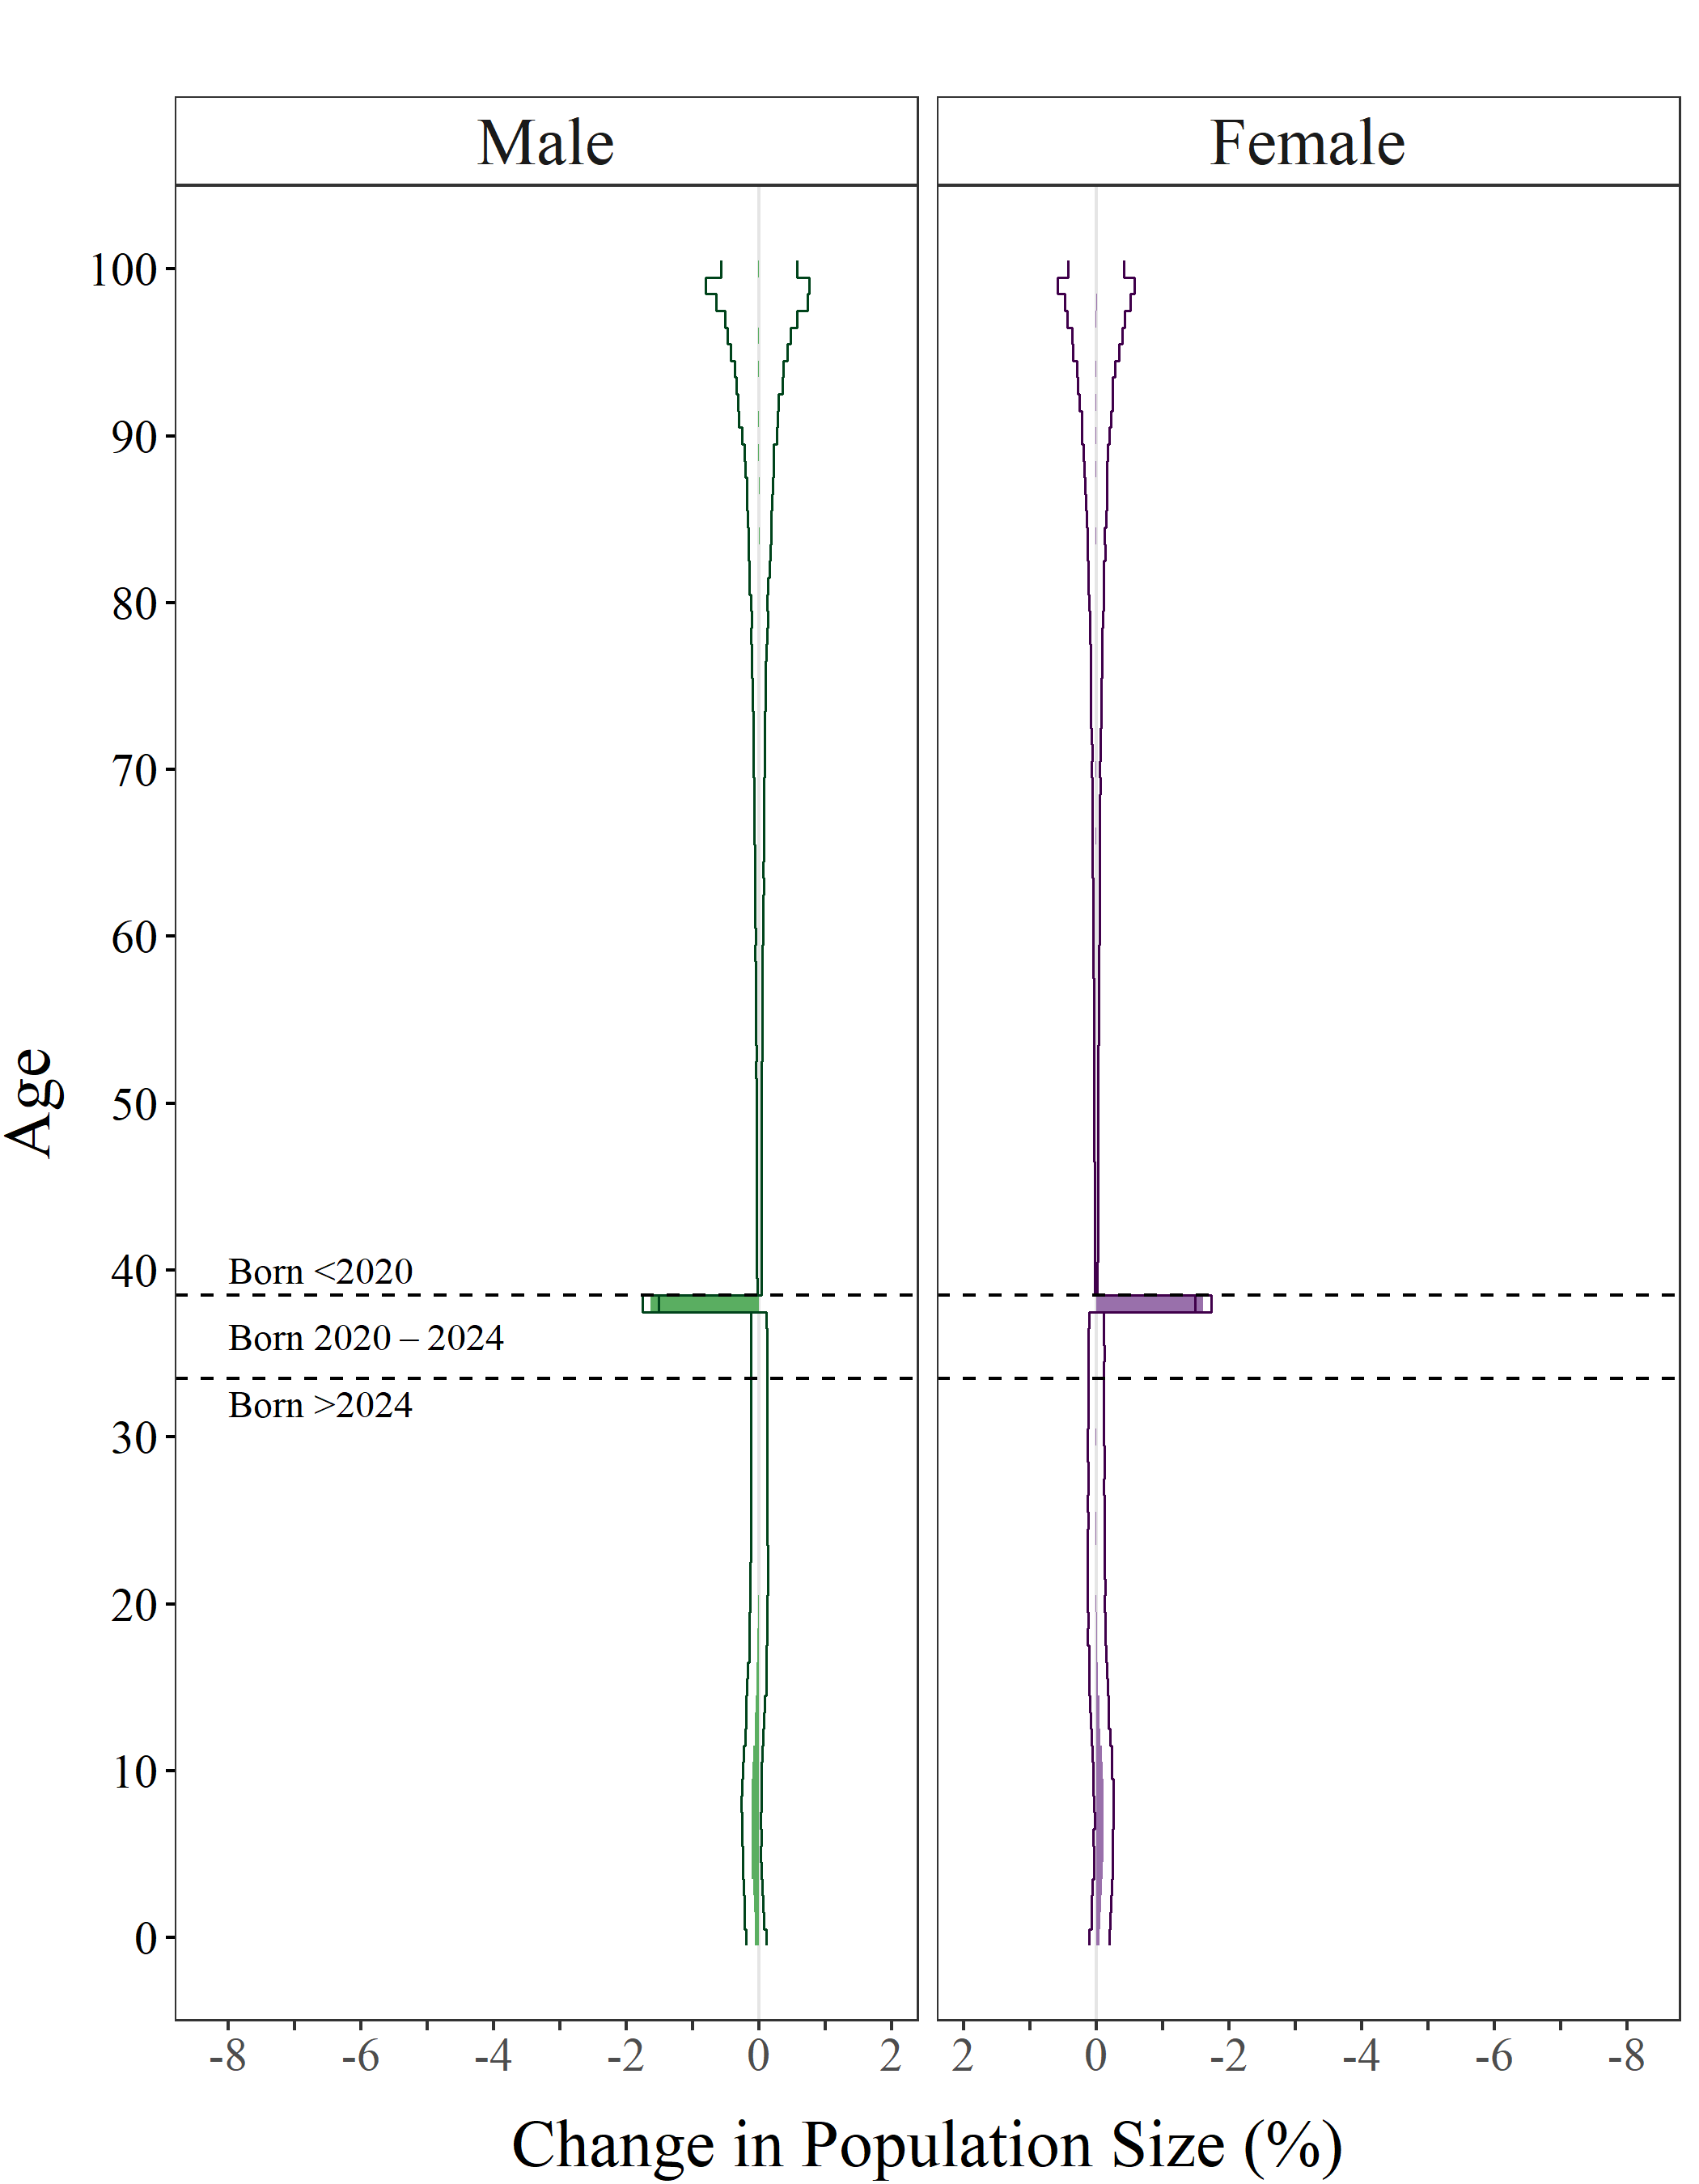 Male Female
100
90
80
70
60
50
40
30
20
10
0
Age
Born <2020
Born 2020 – 2024
Born >2024
-8 -6 -4 -2 0 2 2 0 -2 -4 -6 -8
Change in Population Size (%)